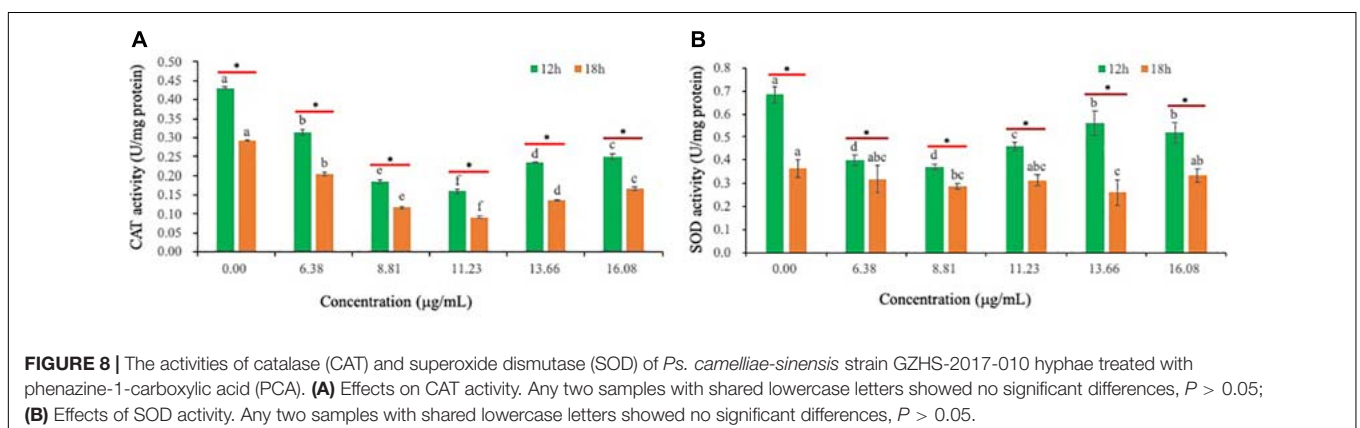 A
CAT activity (U/mg protein)
0.50
0.45
0.40
0.35
0.30
0.25
0.20
0.15
0.10
0.05
0.00
12h 18h
* * * * * *
a a b b e e f f d d c c
0.00 6.38 8.81 11.23 13.66 16.08
Concentration (µg/mL)
B
SOD activity (U/mg protein)
0.8
0.7
0.6
0.5
0.4
0.3
0.2
0.1
0.0
12h 18h
* * * * * *
a a d abc d bc c abc b c b ab
0.00 6.38 8.81 11.23 13.66 16.08
Concentration (µg/mL)
FIGURE 8 | The activities of catalase (CAT) and superoxide dismutase (SOD) of Ps. camelliae-sinensis strain GZHS-2017-010 hyphae treated with
phenazine-1-carboxylic acid (PCA). (A) Effects on CAT activity. Any two samples with shared lowercase letters showed no significant differences, P > 0.05;
(B) Effects of SOD activity. Any two samples with shared lowercase letters showed no significant differences, P > 0.05.